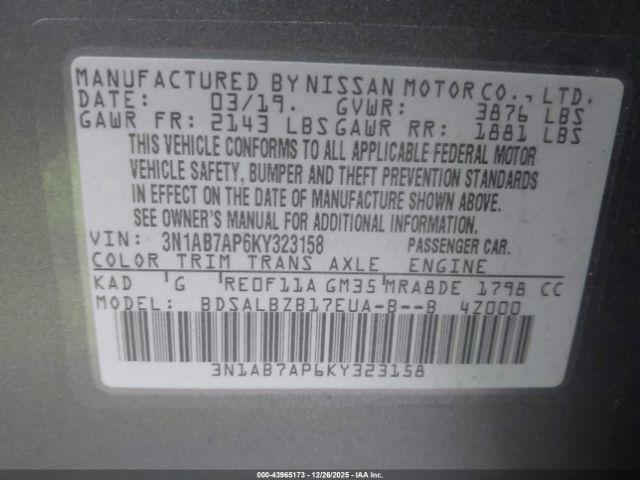 MANUFACTURED BY NISSAN MOTOR CO., LTD.
DATE: 03/19. GVWR: 3876 LBS
GAWR FR: 2143 LBS GAWR RR: 1881 LBS
THIS VEHICLE CONFORMS TO ALL APPLICABLE FEDERAL MOTOR
VEHICLE SAFETY, BUMPER AND THEFT PREVENTION STANDARDS
IN EFFECT ON THE DATE OF MANUFACTURE SHOWN ABOVE.
SEE OWNER'S MANUAL FOR ADDITIONAL INFORMATION.
VIN: 3N1AB7AP6KY323158 PASSENGER CAR.
COLOR TRIM TRANS AXLE ENGINE
KAD G RE0F11A GM35 MRA8DE 1798 CC
MODEL: BDSALBZB17EUA-B--B 4Z000
3N1AB7AP6KY323158
000-43965173 - 12/26/2025 - IAA Inc.